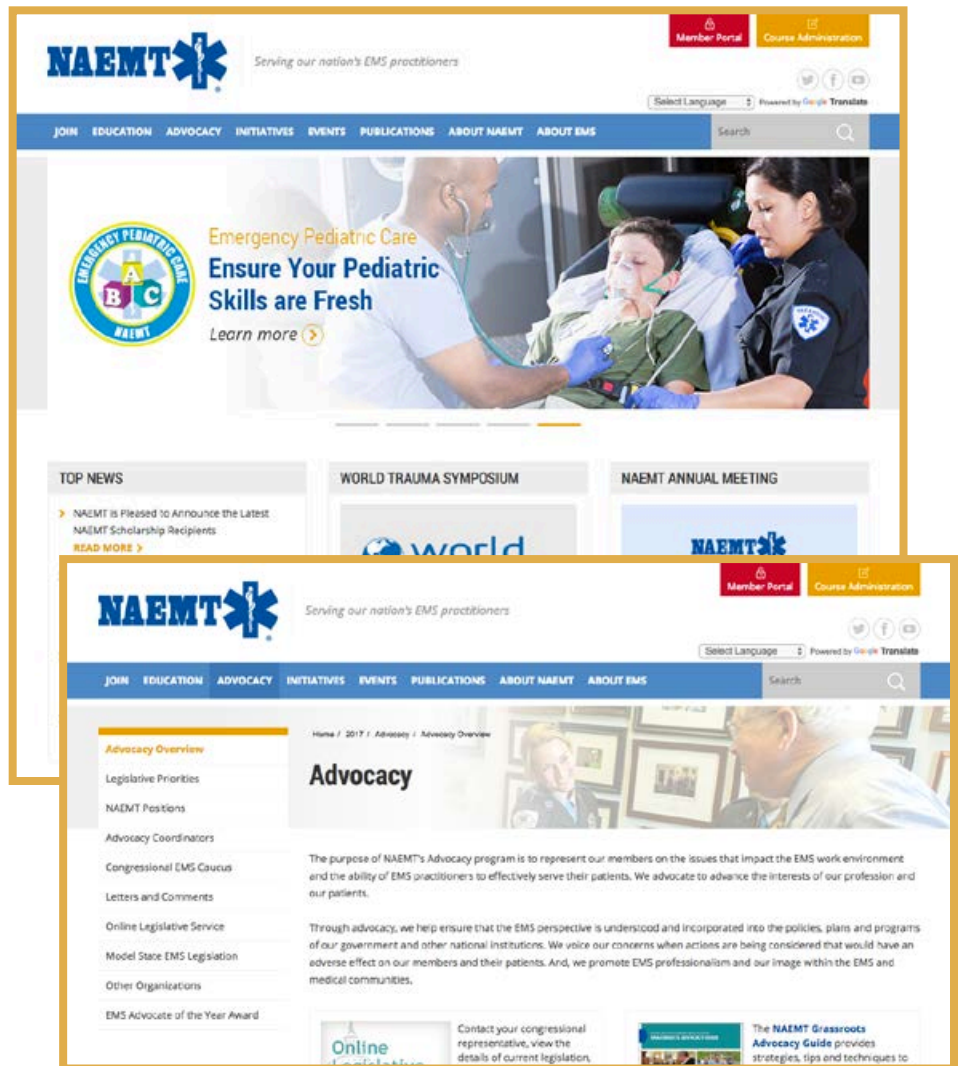 Member Portal
Course Administration
NAEMT
Serving our nation's EMS practitioners
Select Language
Powered by Google Translate
JOIN EDUCATION ADVOCACY INITIATIVES EVENTS PUBLICATIONS ABOUT NAEMT ABOUT EMS
Search
EMERGENCY PEDIATRIC CARE
A
B C
NAEMT
Emergency Pediatric Care
Ensure Your Pediatric
Skills are Fresh
Learn more
PARAMEDIC
TOP NEWS
NAEMT is Pleased to Announce the Latest
NAEMT Scholarship Recipients
READ MORE >
WORLD TRAUMA SYMPOSIUM
world
NAEMT ANNUAL MEETING
NAEMT
Member Portal
Course Administration
NAEMT
Serving our nation's EMS practitioners
Select Language
Powered by Google Translate
JOIN EDUCATION ADVOCACY INITIATIVES EVENTS PUBLICATIONS ABOUT NAEMT ABOUT EMS
Search
Advocacy Overview
Legislative Priorities
NAEMT Positions
Advocacy Coordinators
Congressional EMS Caucus
Letters and Comments
Online Legislative Service
Model State EMS Legislation
Other Organizations
EMS Advocate of the Year Award
Home / 2017 / Advocacy / Advocacy Overview
Advocacy
The purpose of NAEMT's Advocacy program is to represent our members on the issues that impact the EMS work environment
and the ability of EMS practitioners to effectively serve their patients. We advocate to advance the interests of our profession and
our patients.
Through advocacy, we help ensure that the EMS perspective is understood and incorporated into the policies, plans and programs
of our government and other national institutions. We voice our concerns when actions are being considered that would have an
adverse effect on our members and their patients. And, we promote EMS professionalism and our image within the EMS and
medical communities.
Online
Legislative
Contact your congressional
representative, view the
details of current legislation,
The NAEMT Grassroots
Advocacy Guide provides
strategies, tips and techniques to